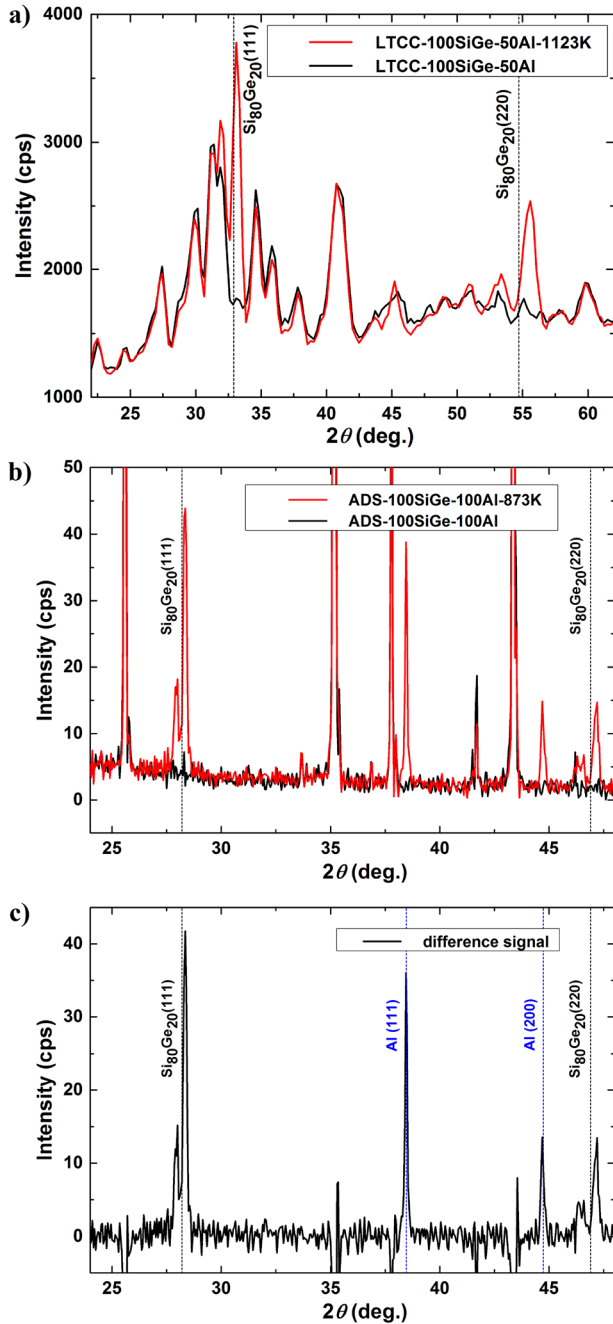 a)
LTCC-100SiGe-50Al-1123K
LTCC-100SiGe-50Al
Si80Ge20(111)
Si80Ge20(220)
4000
3000
2000
1000
Intensity (cps)
25 30 35 40 45 50 55 60
2θ (deg.)
b)
ADS-100SiGe-100Al-873K
ADS-100SiGe-100Al
Si80Ge20(111)
Si80Ge20(220)
50
40
30
20
10
0
Intensity (cps)
25 30 35 40 45
2θ (deg.)
c)
difference signal
Si80Ge20(111)
Al (111)
Al (200)
Si80Ge20(220)
40
30
20
10
0
Intensity (cps)
25 30 35 40 45
2θ (deg.)